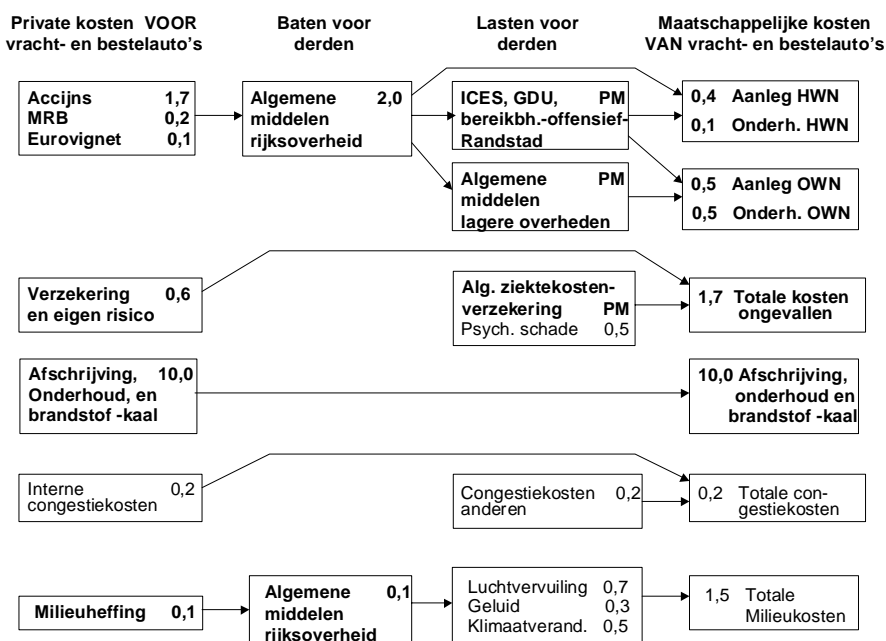 Private kosten VOOR
vracht- en bestelauto's
Baten voor
derden
Lasten voor
derden
Maatschappelijke kosten
VAN vracht- en bestelauto's
Accijns 1,7
MRB 0,2
Eurovignet 0,1
Algemene 2,0
middelen
rijksoverheid
ICES, GDU, PM
bereikbh.-offensief-
Randstad
0,4 Aanleg HWN
0,1 Onderh. HWN
Algemene PM
middelen
lagere overheden
0,5 Aanleg OWN
0,5 Onderh. OWN
Verzekering 0,6
en eigen risico
Alg. ziektekosten-
verzekering PM
Psych. schade 0,5
1,7 Totale kosten
ongevallen
Afschrijving, 10,0
Onderhoud, en
brandstof -kaal
10,0 Afschrijving,
onderhoud en
brandstof -kaal
Interne 0,2
congestiekosten
Congestiekosten 0,2
anderen
0,2 Totale con-
gestiekosten
Milieuheffing 0,1
Algemene 0,1
middelen
rijksoverheid
Luchtvervuiling 0,7
Geluid 0,3
Klimaatverand. 0,5
1,5 Totale
Milieukosten